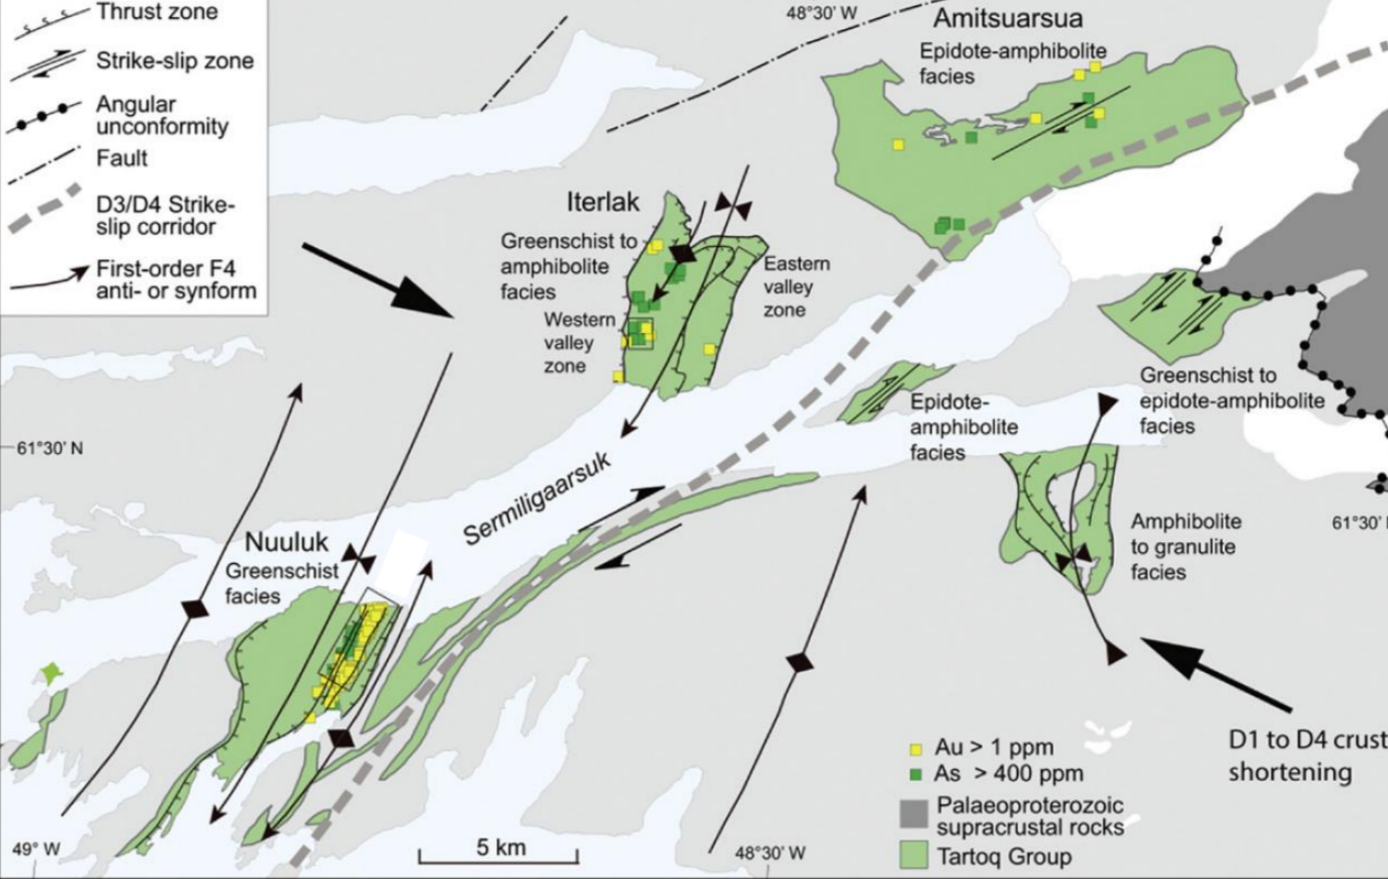 Thrust zone
Strike-slip zone
Angular
unconformity
Fault
D3/D4 Strike-
slip corridor
First-order F4
anti- or synform
48°30' W
Amitsuarsua
Epidote-amphibolite
facies
Iterlak
Greenschist to
amphibolite
facies
Western
valley
zone
Eastern
valley
zone
Greenschist to
epidote-amphibolite
facies
Epidote-
amphibolite
facies
61°30' N
Sermiligaarsuk
Nuuluk
Greenschist
facies
Amphibolite
to granulite
facies
61°30'
D1 to D4 crust
shortening
Au > 1 ppm
As > 400 ppm
Palaeoproterozoic
supracrustal rocks
Tartoq Group
5 km
49° W
48°30' W